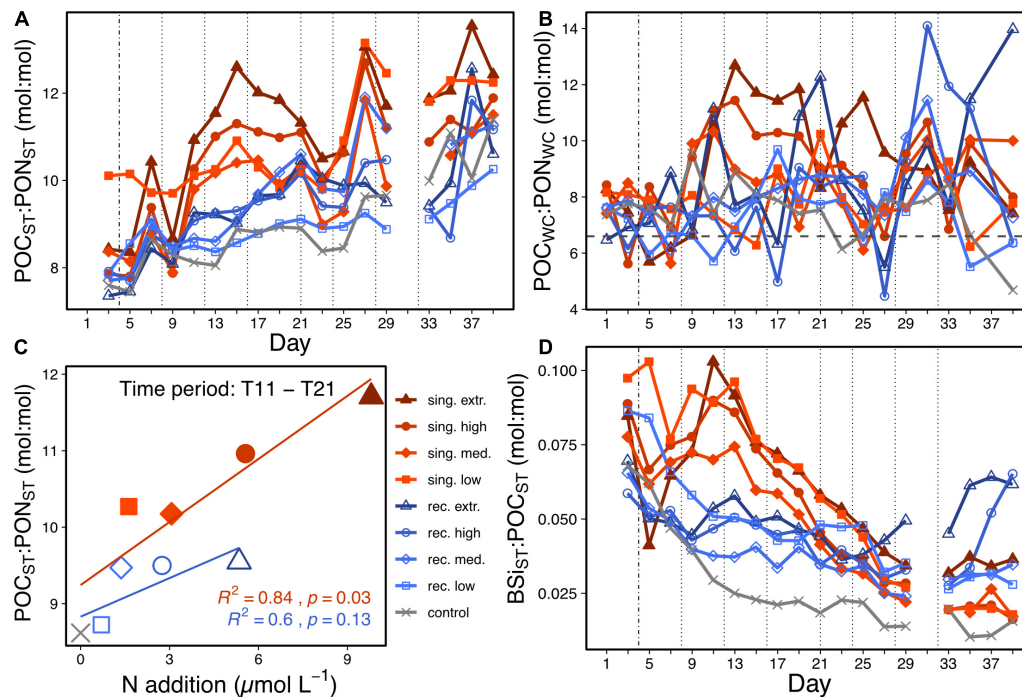 A
POC_ST:PON_ST (mol:mol)
12
10
8
1 5 9 13 17 21 25 29 33 37
Day
B
POC_WC:PON_WC (mol:mol)
14
12
10
8
6
4
1 5 9 13 17 21 25 29 33 37
C
POC_ST:PON_ST (mol:mol)
12
11
10
9
Time period: T11 – T21
R² = 0.84 , p = 0.03
R² = 0.6 , p = 0.13
0 3 6 9
N addition (μmol L⁻¹)
sing. extr.
sing. high
sing. med.
sing. low
rec. extr.
rec. high
rec. med.
rec. low
control
D
BSi_ST:POC_ST (mol:mol)
0.100
0.075
0.050
0.025
1 5 9 13 17 21 25 29 33 37
Day